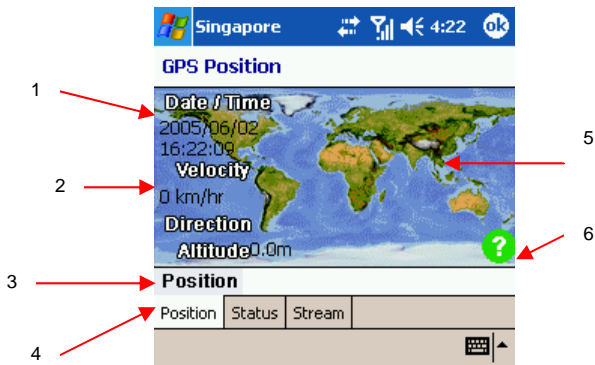 Singapore 4:22 ok
GPS Position
1
Date / Time
2005/06/02
16:22:09
5
Velocity
2
0 km/hr
Direction
6
Altitude 0.0m
?
3
Position
Position Status Stream
4